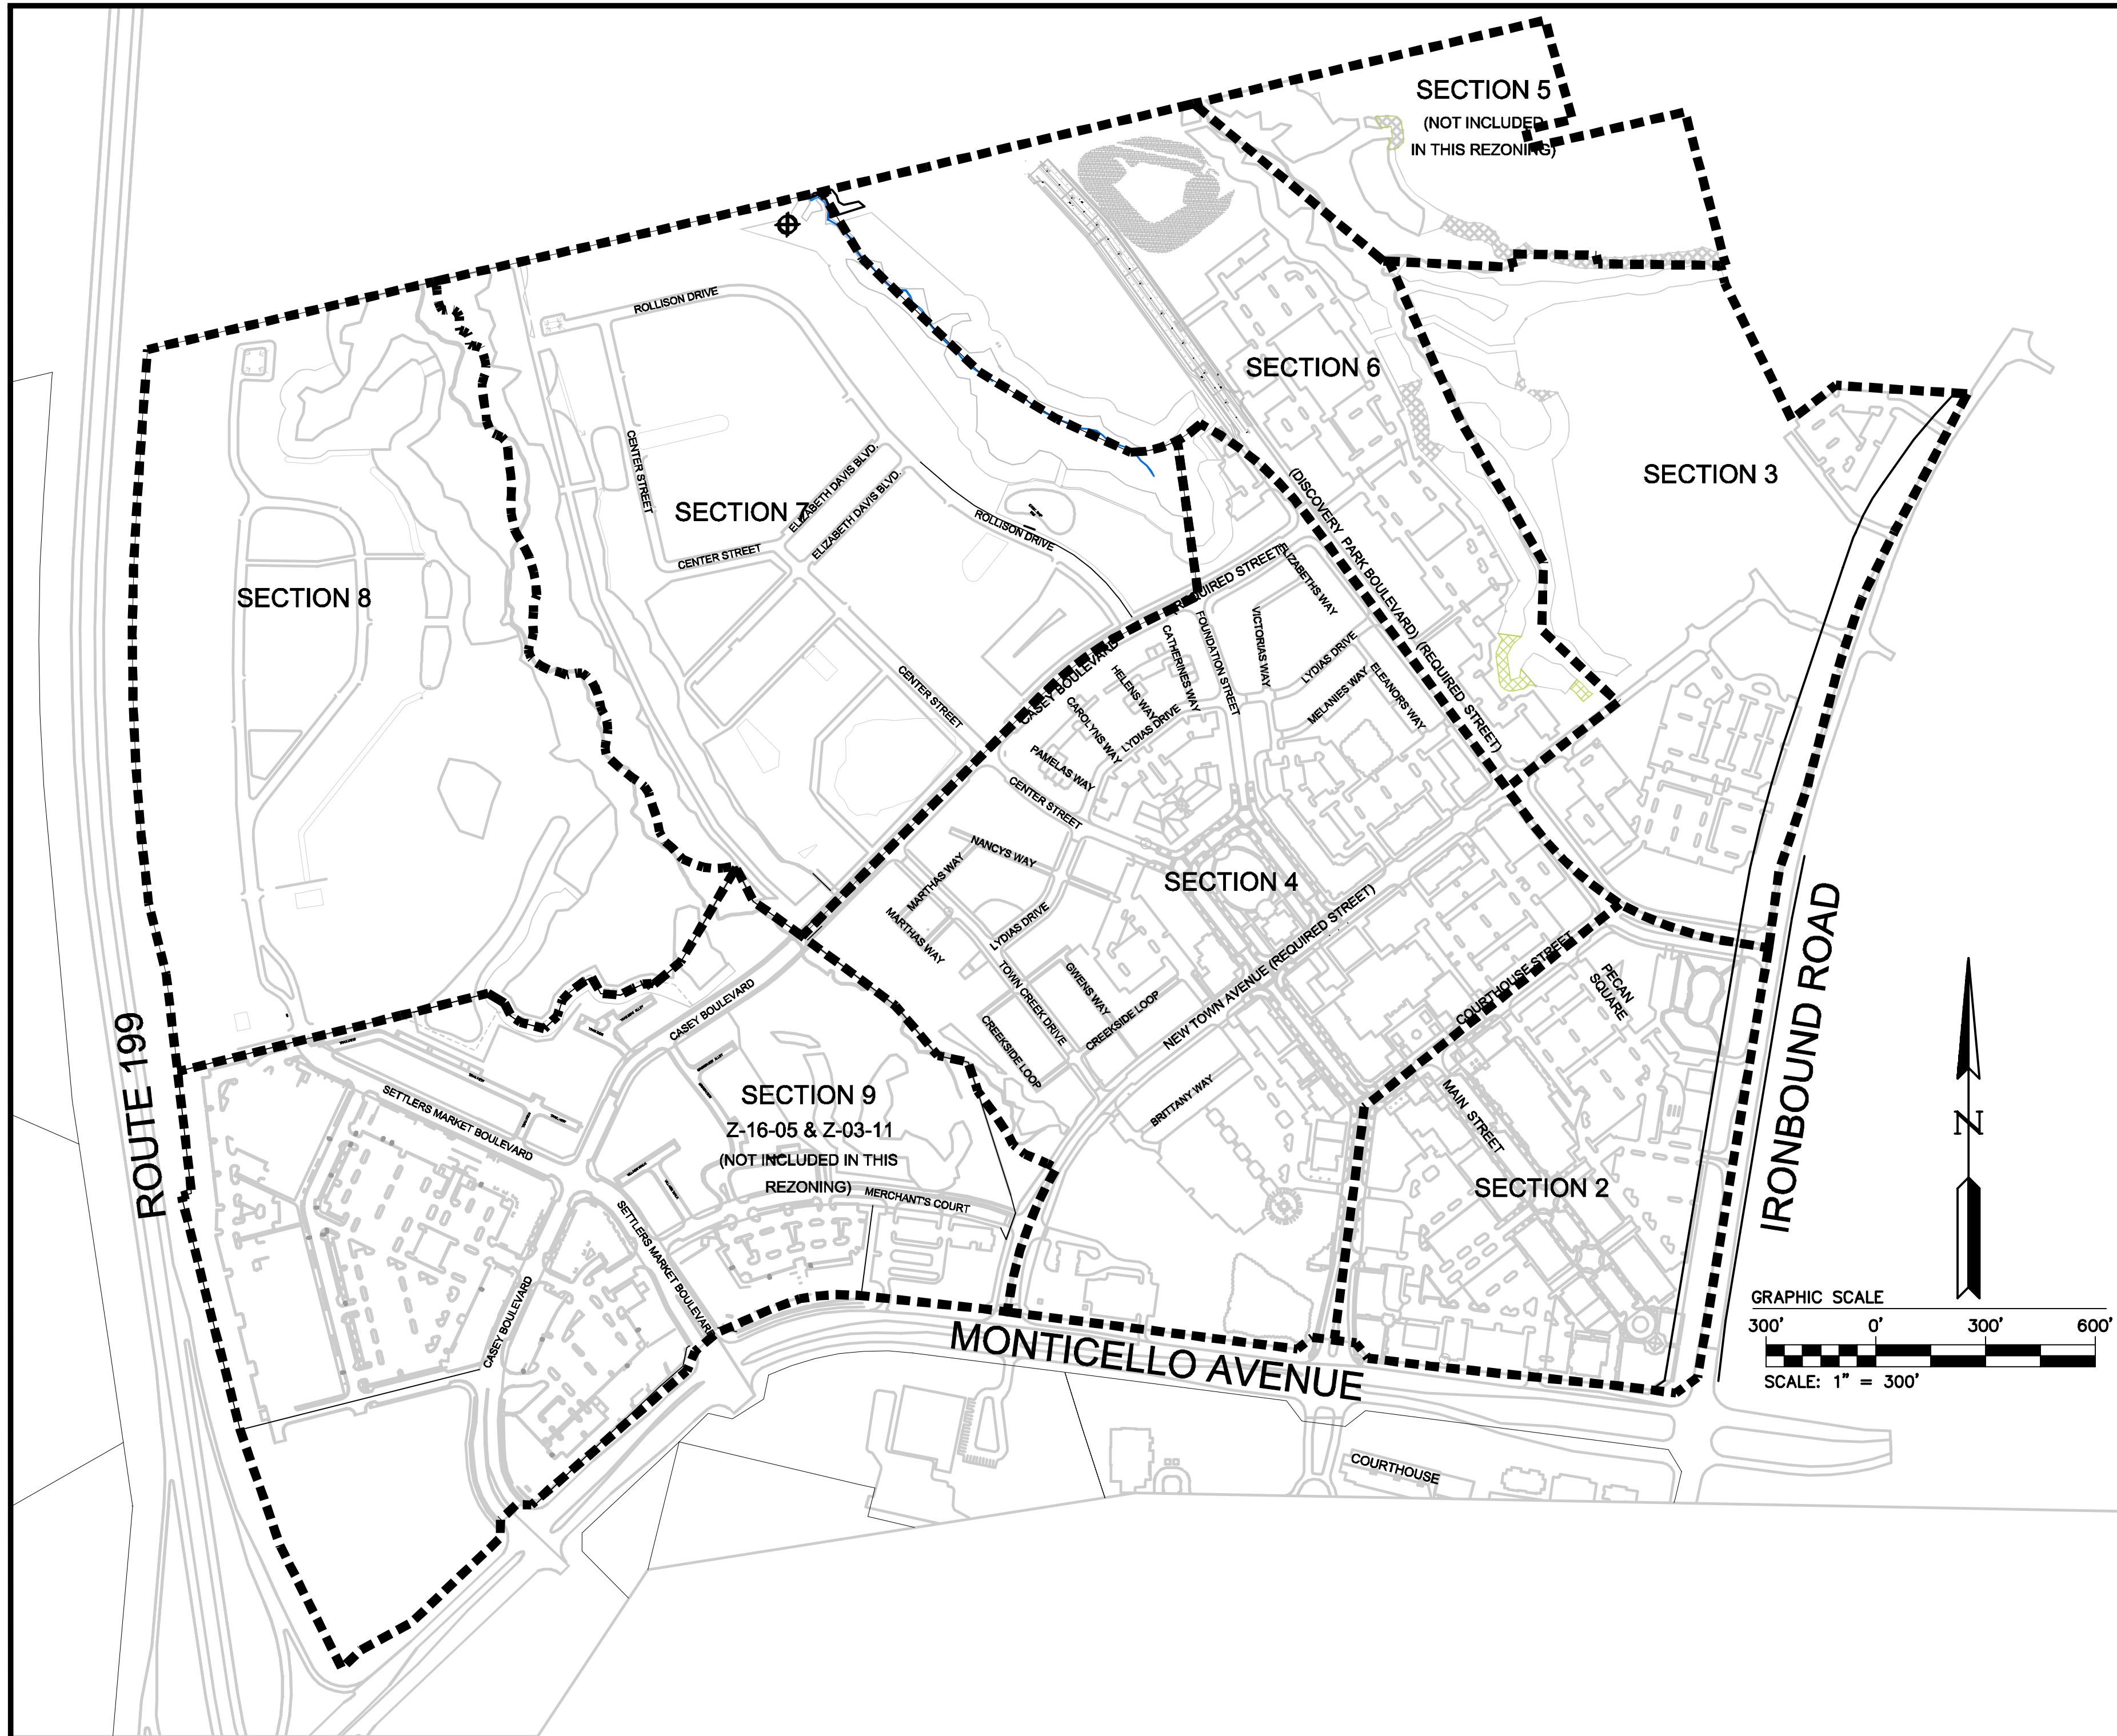 SECTION 5
(NOT INCLUDED
IN THIS REZONING)
ROLLISON DRIVE
SECTION 6
CENTER STREET
SECTION 7
ELIZABETH DAVIS BLVD.
ELIZABETH DAVIS BLVD.
CENTER STREET
ROLLISON DRIVE
SECTION 3
(DISCOVERY PARK BOULEVARD) (REQUIRED STREET)
SECTION 8
(REQUIRED STREET)
CASEY BOULEVARD
ELIZABETHS WAY
VICTORIAS WAY
FOUNDATION STREET
CATHERINES WAY
HELENS WAY
CAROLYNS WAY
LYDIAS DRIVE
LYDIAS DRIVE
MELANIES WAY
ELEANORS WAY
PAMELAS WAY
CENTER STREET
CENTER STREET
NANCYS WAY
MARTHAS WAY
MARTHAS WAY
LYDIAS DRIVE
SECTION 4
TOWN CREEK DRIVE
GWENS WAY
CREEKSIDE LOOP
CREEKSIDE LOOP
NEW TOWN AVENUE (REQUIRED STREET)
BRITTANY WAY
COURTHOUSE STREET
PECAN
SQUARE
MAIN STREET
SECTION 2
IRONBOUND ROAD
ROUTE 199
CASEY BOULEVARD
SETTLERS MARKET BOULEVARD
SECTION 9
Z-16-05 & Z-03-11
(NOT INCLUDED IN THIS
REZONING)
MERCHANT'S COURT
SETTLERS MARKET BOULEVARD
CASEY BOULEVARD
MONTICELLO AVENUE
COURTHOUSE
N
GRAPHIC SCALE
300' 0' 300' 600'
SCALE: 1" = 300'